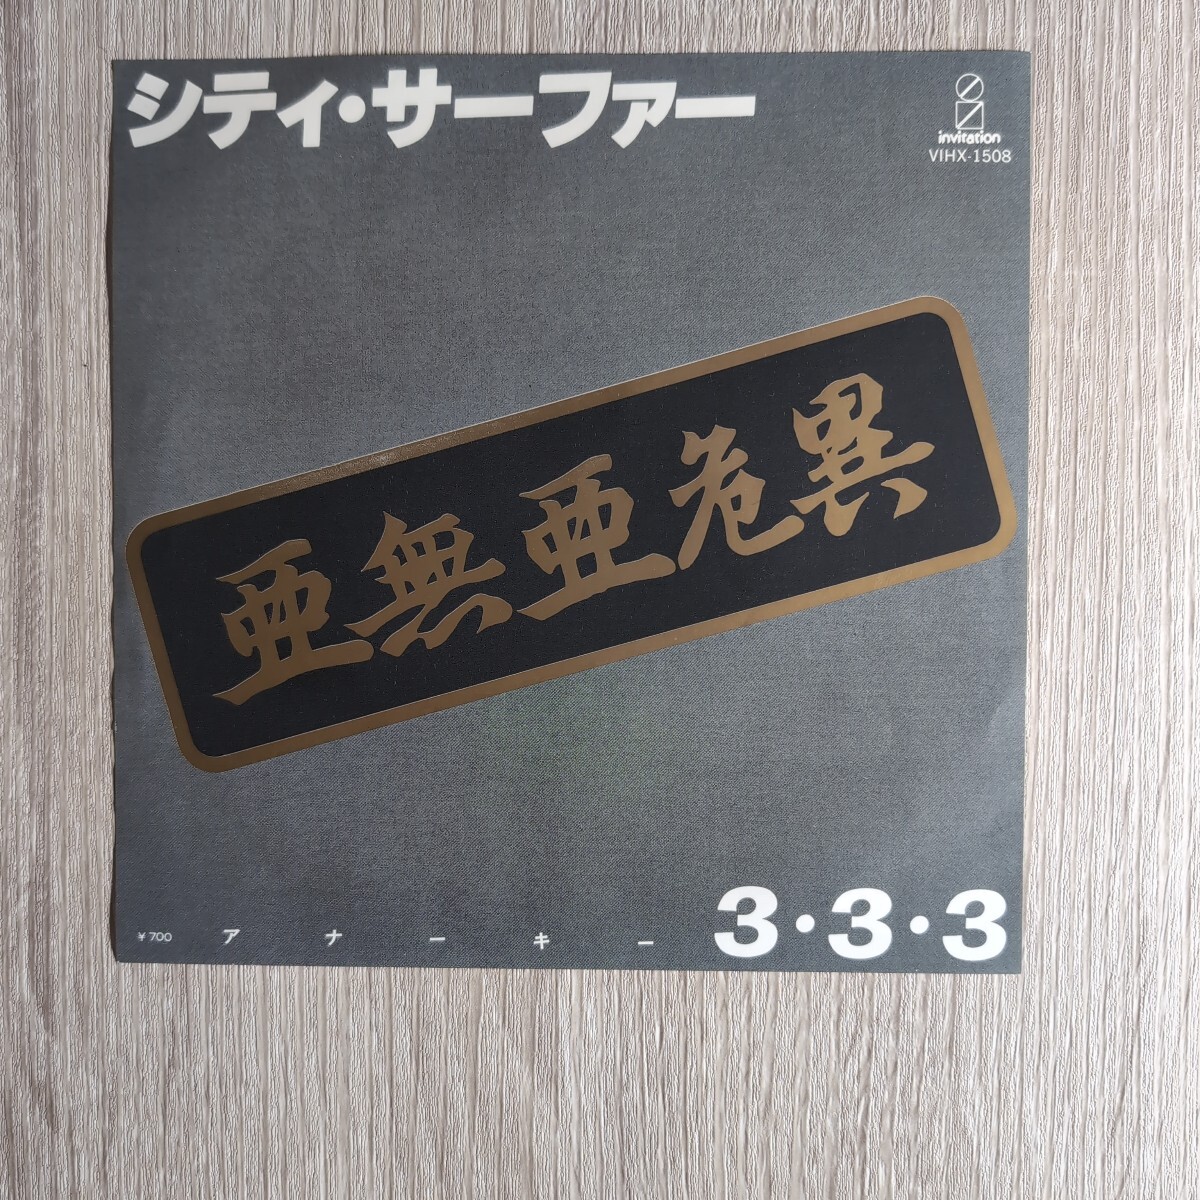 シティ・サーファー
invitation
VIHX-1508
亜無亜危異
¥700
アナーキー
3・3・3